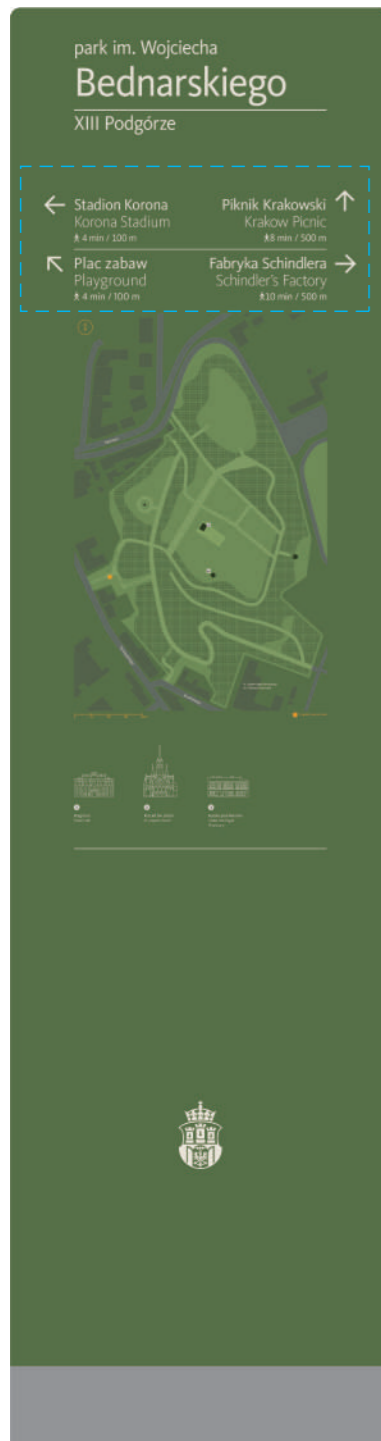 park im. Wojciecha
Bednarskiego
XIII Podgórze
Stadion Korona
Korona Stadium
4 min / 100 m
Piknik Krakowski
Krakow Picnic
8 min / 500 m
Plac zabaw
Playground
4 min / 100 m
Fabryka Schindlera
Schindler's Factory
10 min / 500 m